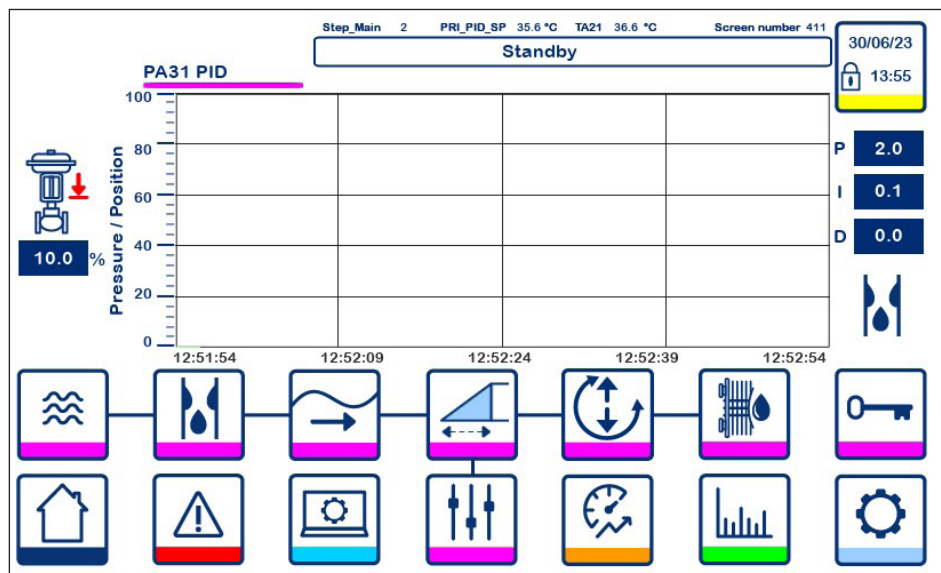 Step_Main 2 PRI_PID_SP 35.6 °C TA21 36.6 °C Screen number 411
Standby
30/06/23
13:55
PA31 PID
100
80
60
40
20
0
Pressure / Position
10.0 %
P 2.0
I 0.1
D 0.0
12:51:54 12:52:09 12:52:24 12:52:39 12:52:54